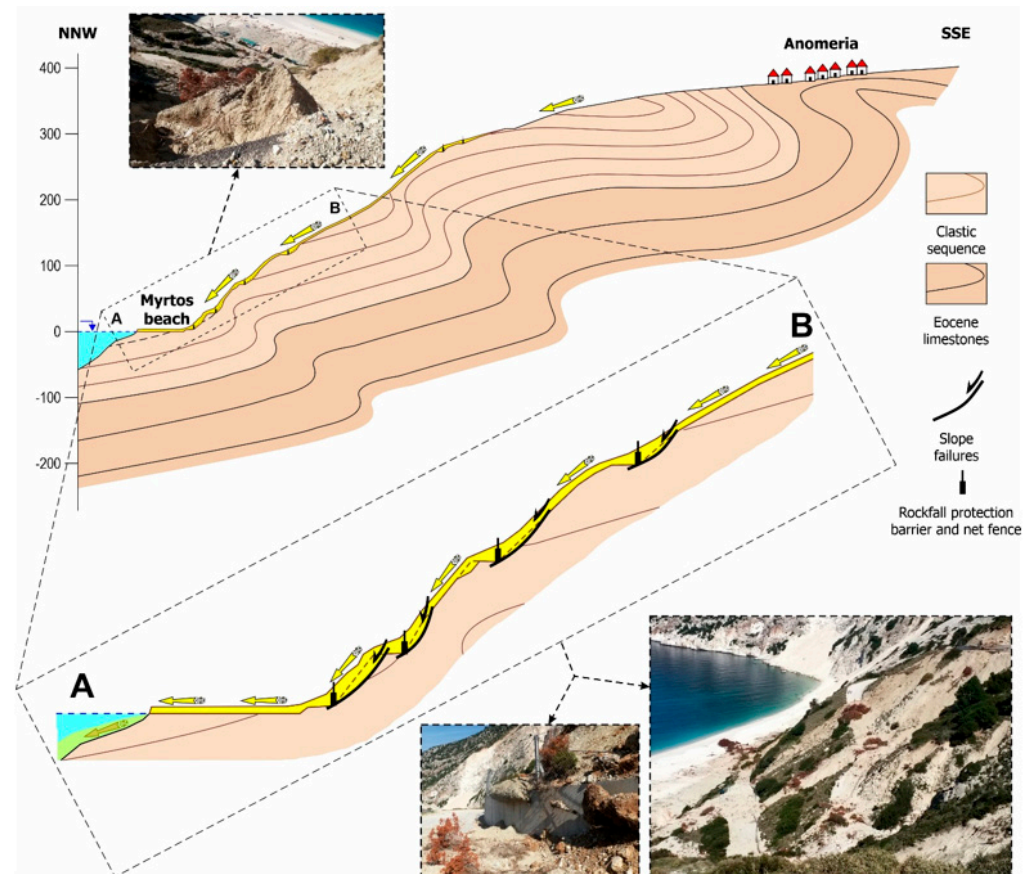 NNW
SSE
Anomeria
400
300
200
100
0
-100
-200
B
A
Myrtos
beach
Clastic
sequence
Eocene
limestones
Slope
failures
Rockfall protection
barrier and net fence
B
A